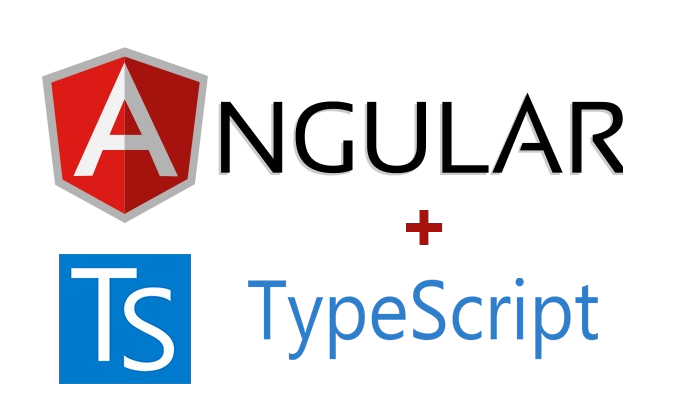 ANGULAR
+
TS TypeScript